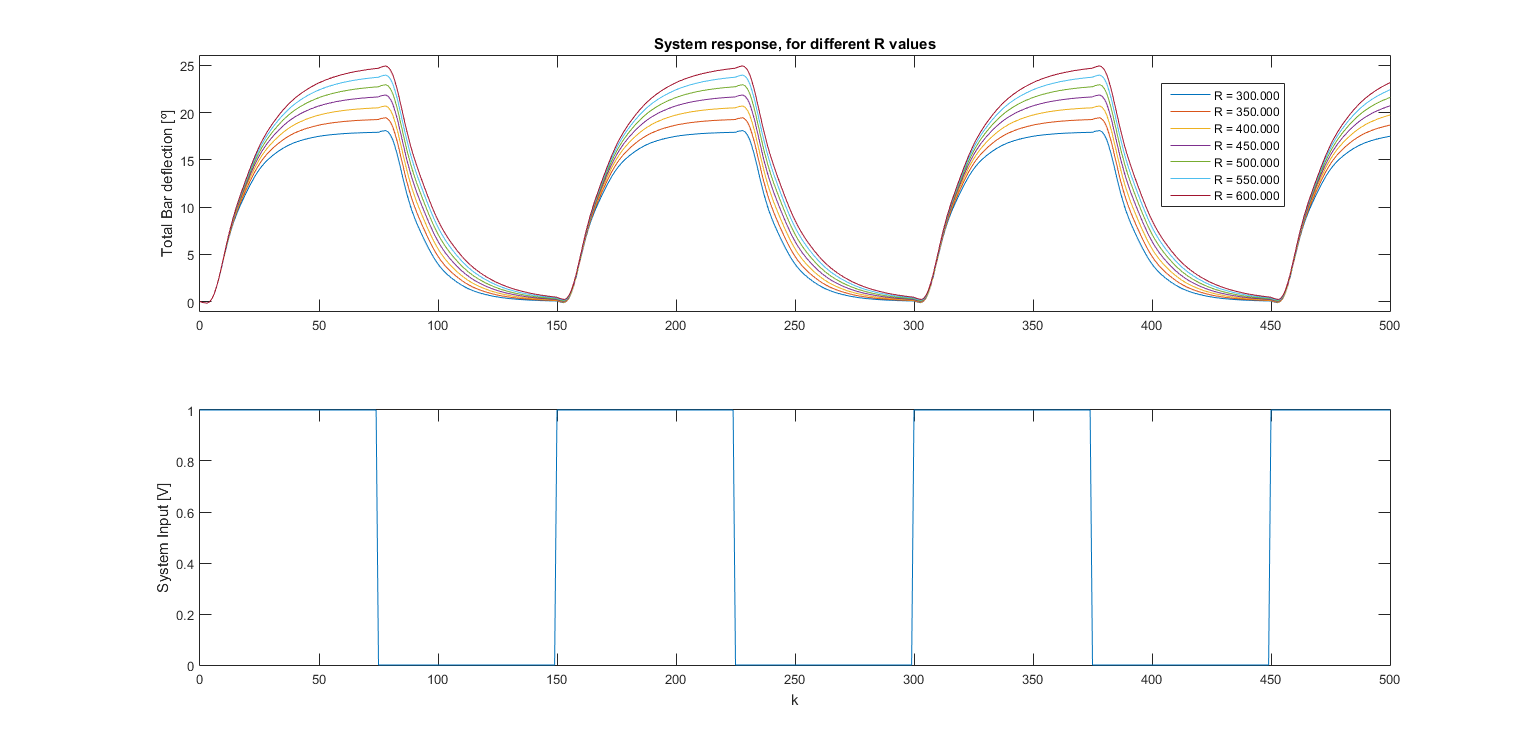 System response, for different R values
Total Bar deflection [º]
25
20
15
10
5
0
R = 300.000
R = 350.000
R = 400.000
R = 450.000
R = 500.000
R = 550.000
R = 600.000
0 50 100 150 200 250 300 350 400 450 500
System Input [V]
1
0.8
0.6
0.4
0.2
0
0 50 100 150 200 250 300 350 400 450 500
k